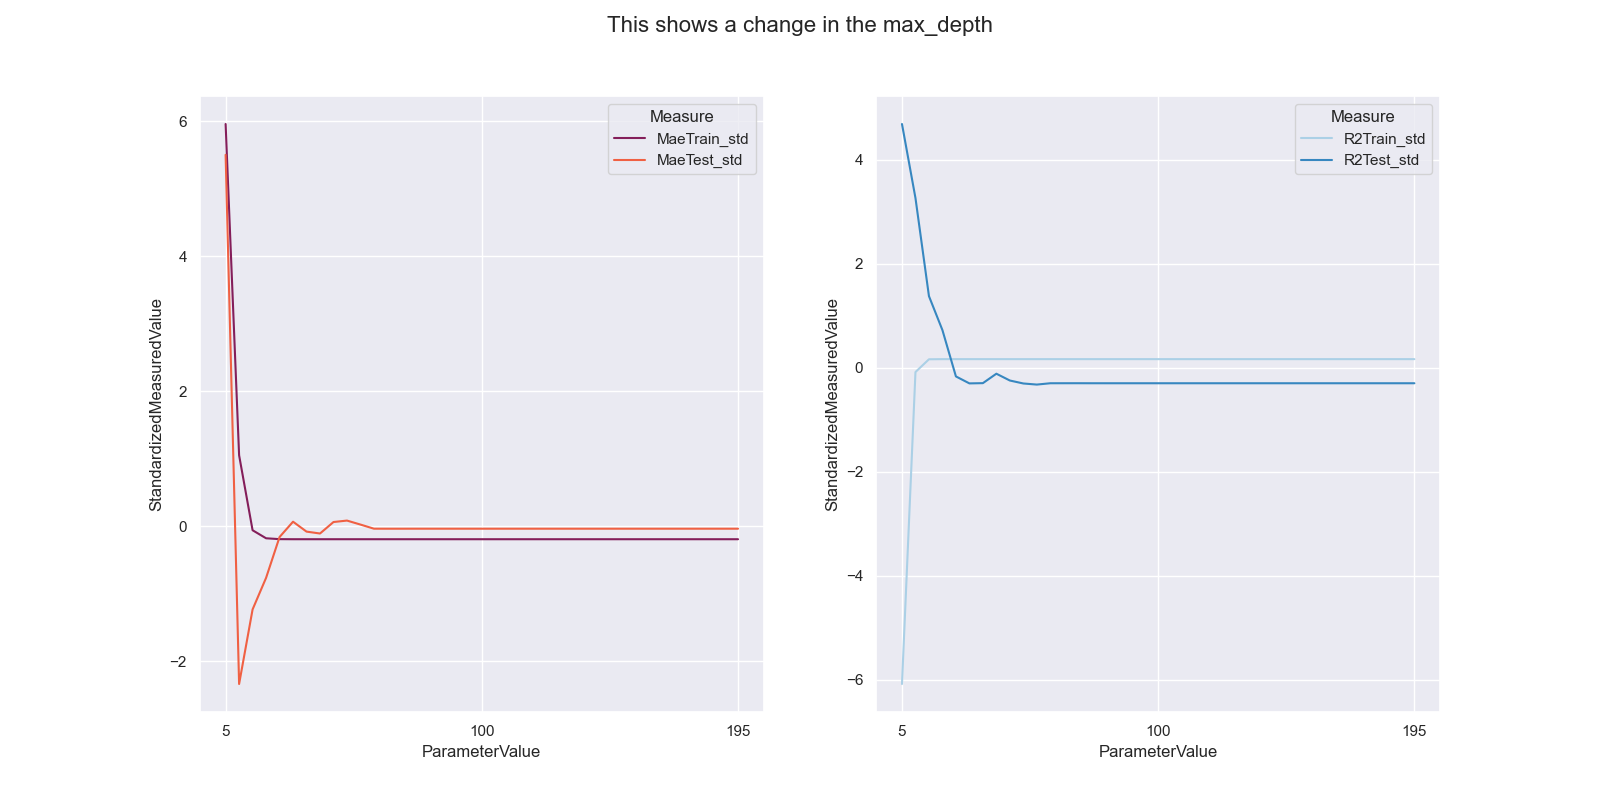 This shows a change in the max_depth
Measure
MaeTrain_std
MaeTest_std
6
4
2
0
−2
StandardizedMeasuredValue
5
100
195
ParameterValue
Measure
R2Train_std
R2Test_std
4
2
0
−2
−4
−6
StandardizedMeasuredValue
5
100
195
ParameterValue